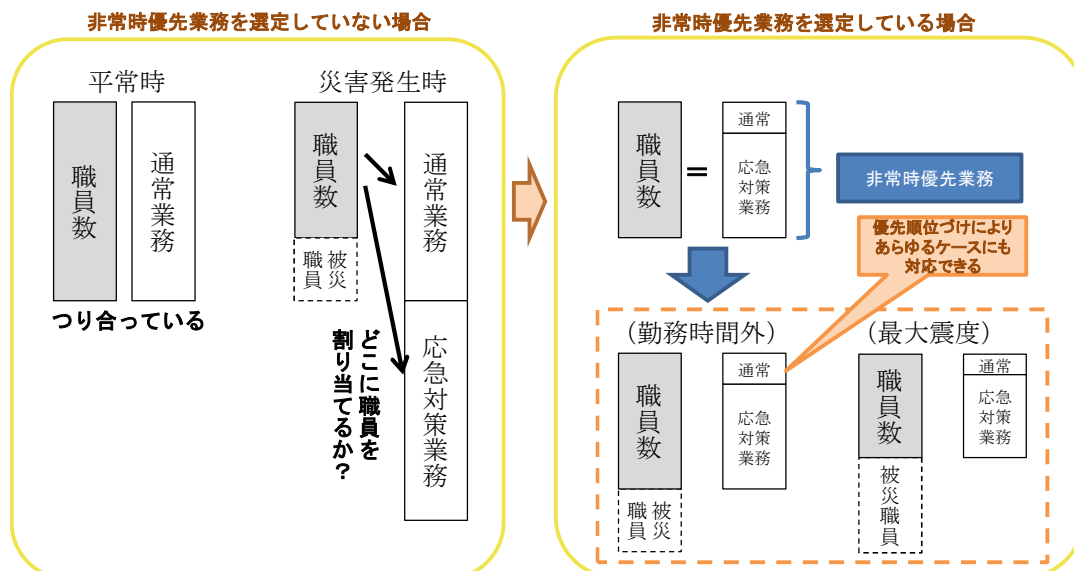 非常時優先業務を選定していない場合
平常時
職員数
通常業務
つり合っている
災害発生時
職員数
被災
職員
通常業務
応急対策業務
どこに職員を
割り当てるか？
非常時優先業務を選定している場合
職員数
＝
通常
応急
対策
業務
非常時優先業務
優先順位づけにより
あらゆるケースにも
対応できる
（勤務時間外）
職員数
被災
職員
通常
応急
対策
業務
（最大震度）
職員数
被災職員
通常
応急
対策
業務